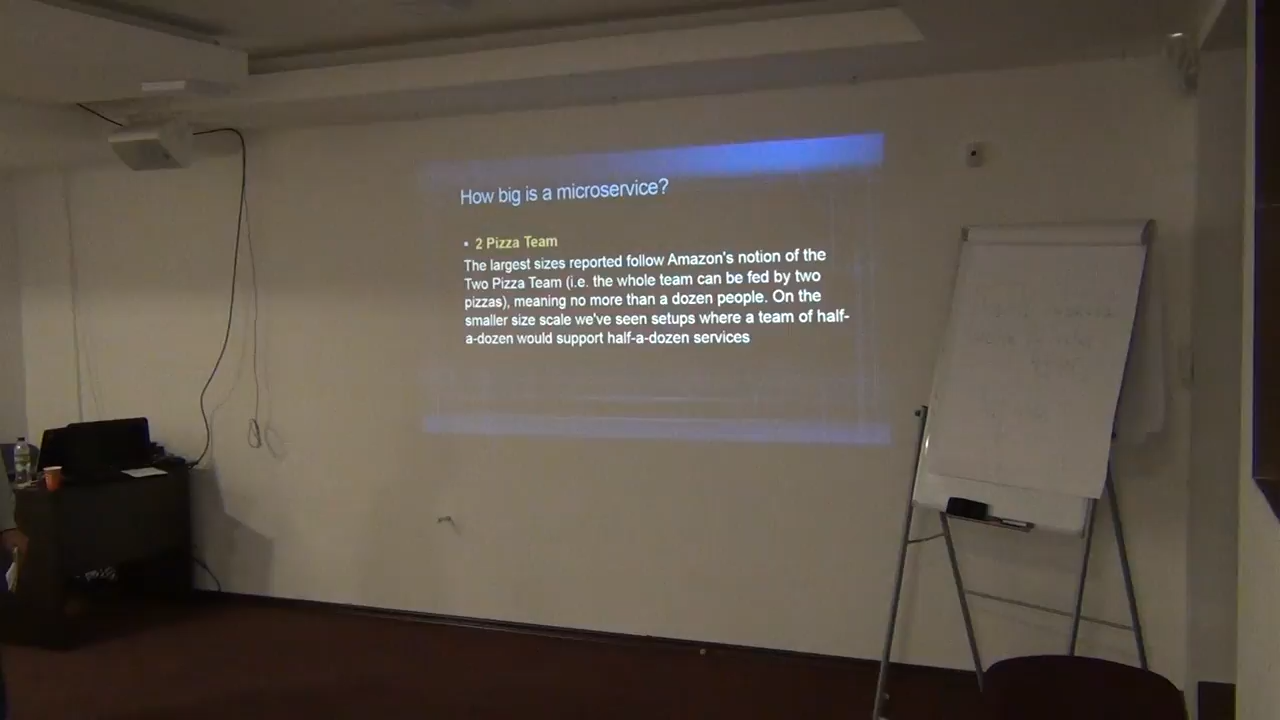 How big is a microservice?
▪ 2 Pizza Team
The largest sizes reported follow Amazon's notion of the
Two Pizza Team (i.e. the whole team can be fed by two
pizzas), meaning no more than a dozen people. On the
smaller size scale we've seen setups where a team of half-
a-dozen would support half-a-dozen services